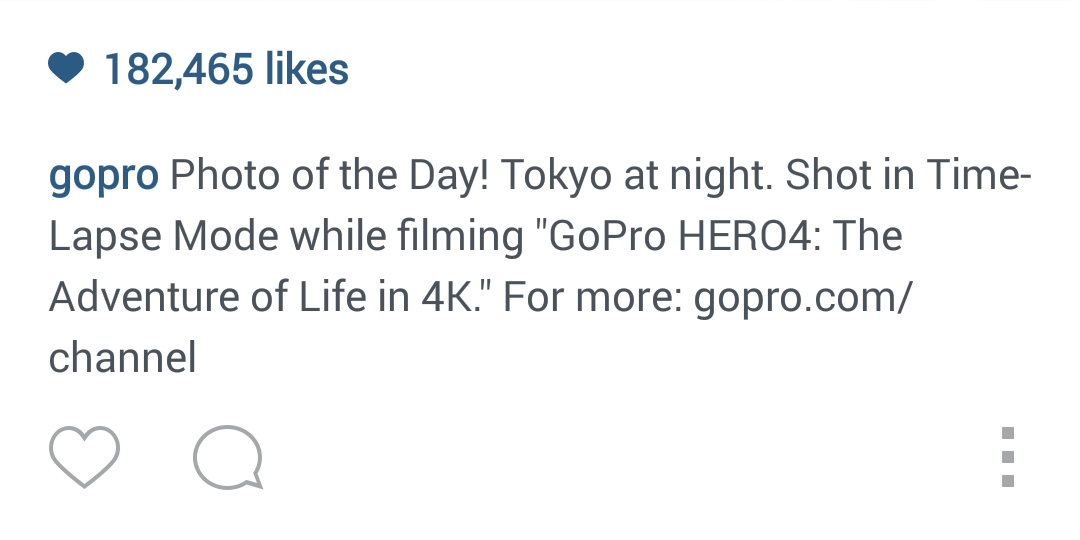 182,465 likes
gopro Photo of the Day! Tokyo at night. Shot in Time-
Lapse Mode while filming "GoPro HERO4: The
Adventure of Life in 4K." For more: gopro.com/
channel